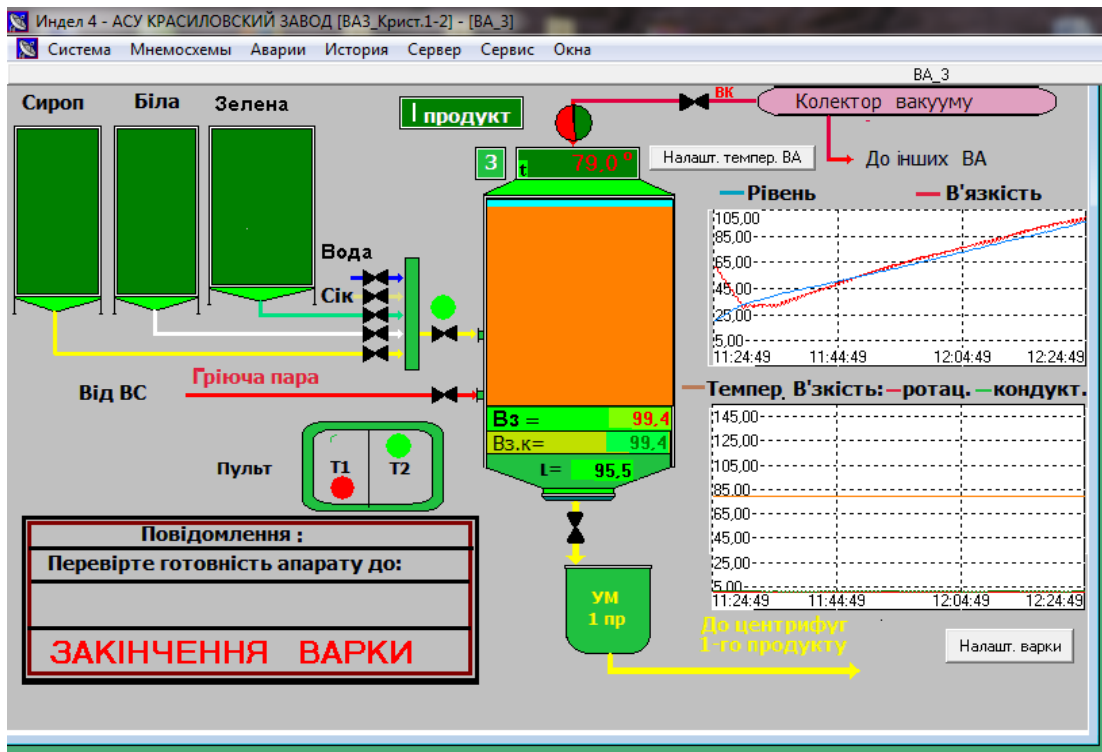 Индел 4 - АСУ КРАСИЛОВСКИЙ ЗАВОД [ВАЗ_Крист.1-2] - [ВА_3]
Система Мнемосхемы Аварии История Сервер Сервис Окна
ВА_3
Сироп Біла Зелена
І продукт
ВК
Колектор вакууму
З
t 79.0 °
Налашт. темпер. ВА
До інших ВА
Рівень В'язкість
105,00
85,00
65,00
45,00
25,00
5,00
11:24:49 11:44:49 12:04:49 12:24:49
Вода
Сік
Гріюча пара
Від ВС
Темпер. В'зкість: ротац. кондукт.
145,00
125,00
105,00
85,00
65,00
45,00
25,00
5,00
11:24:49 11:44:49 12:04:49 12:24:49
Вз = 99,4
Вз.к= 99,4
L= 95,5
Пульт
Т1 Т2
Повідомлення :
Перевірте готовність апарату до:
ЗАКІНЧЕННЯ ВАРКИ
УМ
1 пр
До центрифуг
1-го продукту
Налашт. варки